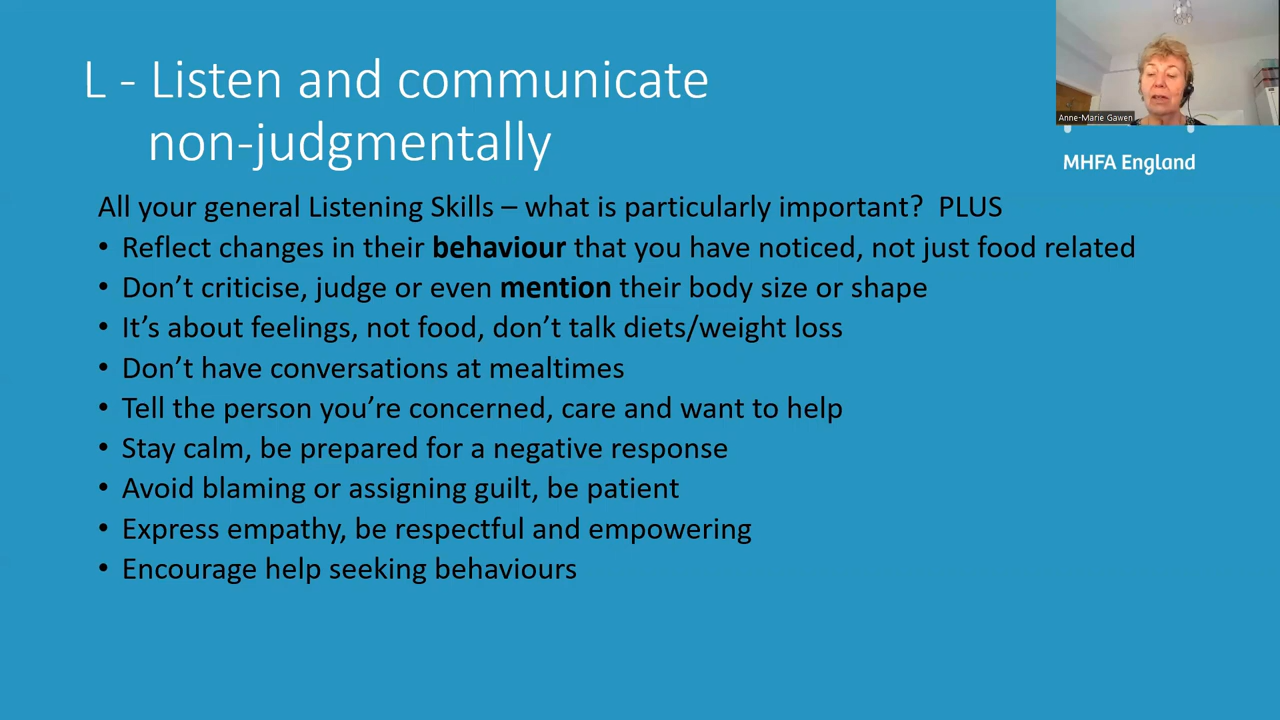 L - Listen and communicate
non-judgmentally
Anne-Marie Gawen
MHFA England
All your general Listening Skills – what is particularly important?  PLUS
• Reflect changes in their behaviour that you have noticed, not just food related
• Don’t criticise, judge or even mention their body size or shape
• It’s about feelings, not food, don’t talk diets/weight loss
• Don’t have conversations at mealtimes
• Tell the person you’re concerned, care and want to help
• Stay calm, be prepared for a negative response
• Avoid blaming or assigning guilt, be patient
• Express empathy, be respectful and empowering
• Encourage help seeking behaviours